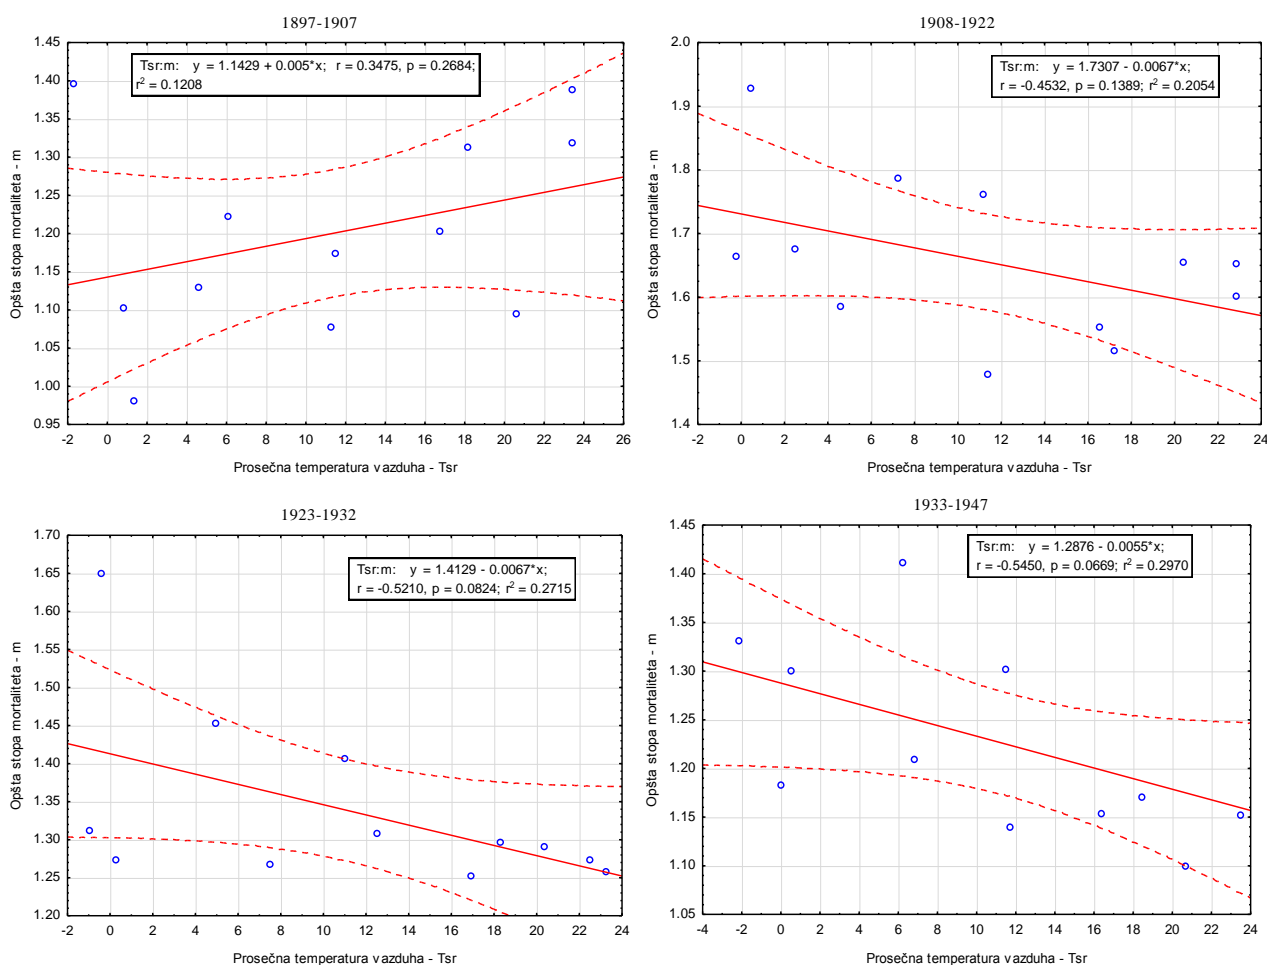 1897-1907
Tsr:m: y = 1.1429 + 0.005*x; r = 0.3475, p = 0.2684;
r² = 0.1208
Opšta stopa mortaliteta - m
1.45
1.40
1.35
1.30
1.25
1.20
1.15
1.10
1.05
1.00
0.95
-2 0 2 4 6 8 10 12 14 16 18 20 22 24 26
Prosečna temperatura vazduha - Tsr
1908-1922
Tsr:m: y = 1.7307 - 0.0067*x;
r = -0.4532, p = 0.1389; r² = 0.2054
Opšta stopa mortaliteta - m
2.0
1.9
1.8
1.7
1.6
1.5
1.4
-2 0 2 4 6 8 10 12 14 16 18 20 22 24
Prosečna temperatura vazduha - Tsr
1923-1932
Tsr:m: y = 1.4129 - 0.0067*x;
r = -0.5210, p = 0.0824; r² = 0.2715
Opšta stopa mortaliteta - m
1.70
1.65
1.60
1.55
1.50
1.45
1.40
1.35
1.30
1.25
1.20
-2 0 2 4 6 8 10 12 14 16 18 20 22 24
Prosečna temperatura vazduha - Tsr
1933-1947
Tsr:m: y = 1.2876 - 0.0055*x;
r = -0.5450, p = 0.0669; r² = 0.2970
Opšta stopa mortaliteta - m
1.45
1.40
1.35
1.30
1.25
1.20
1.15
1.10
1.05
-4 -2 0 2 4 6 8 10 12 14 16 18 20 22 24
Prosečna temperatura vazduha - Tsr